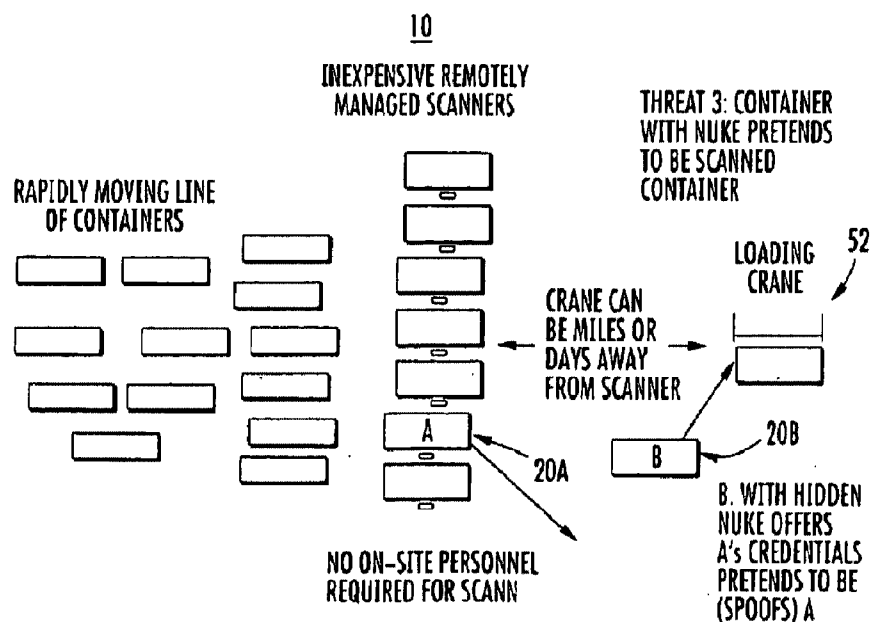 10
INEXPENSIVE REMOTELY
MANAGED SCANNERS
THREAT 3: CONTAINER
WITH NUKE PRETENDS
TO BE SCANNED
CONTAINER
RAPIDLY MOVING LINE
OF CONTAINERS
LOADING
CRANE
52
CRANE CAN
BE MILES OR
DAYS AWAY
FROM SCANNER
A
20A
B
20B
B. WITH HIDDEN
NUKE OFFERS
A's CREDENTIALS
PRETENDS TO BE
(SPOOFS) A
NO ON-SITE PERSONNEL
REQUIRED FOR SCANN